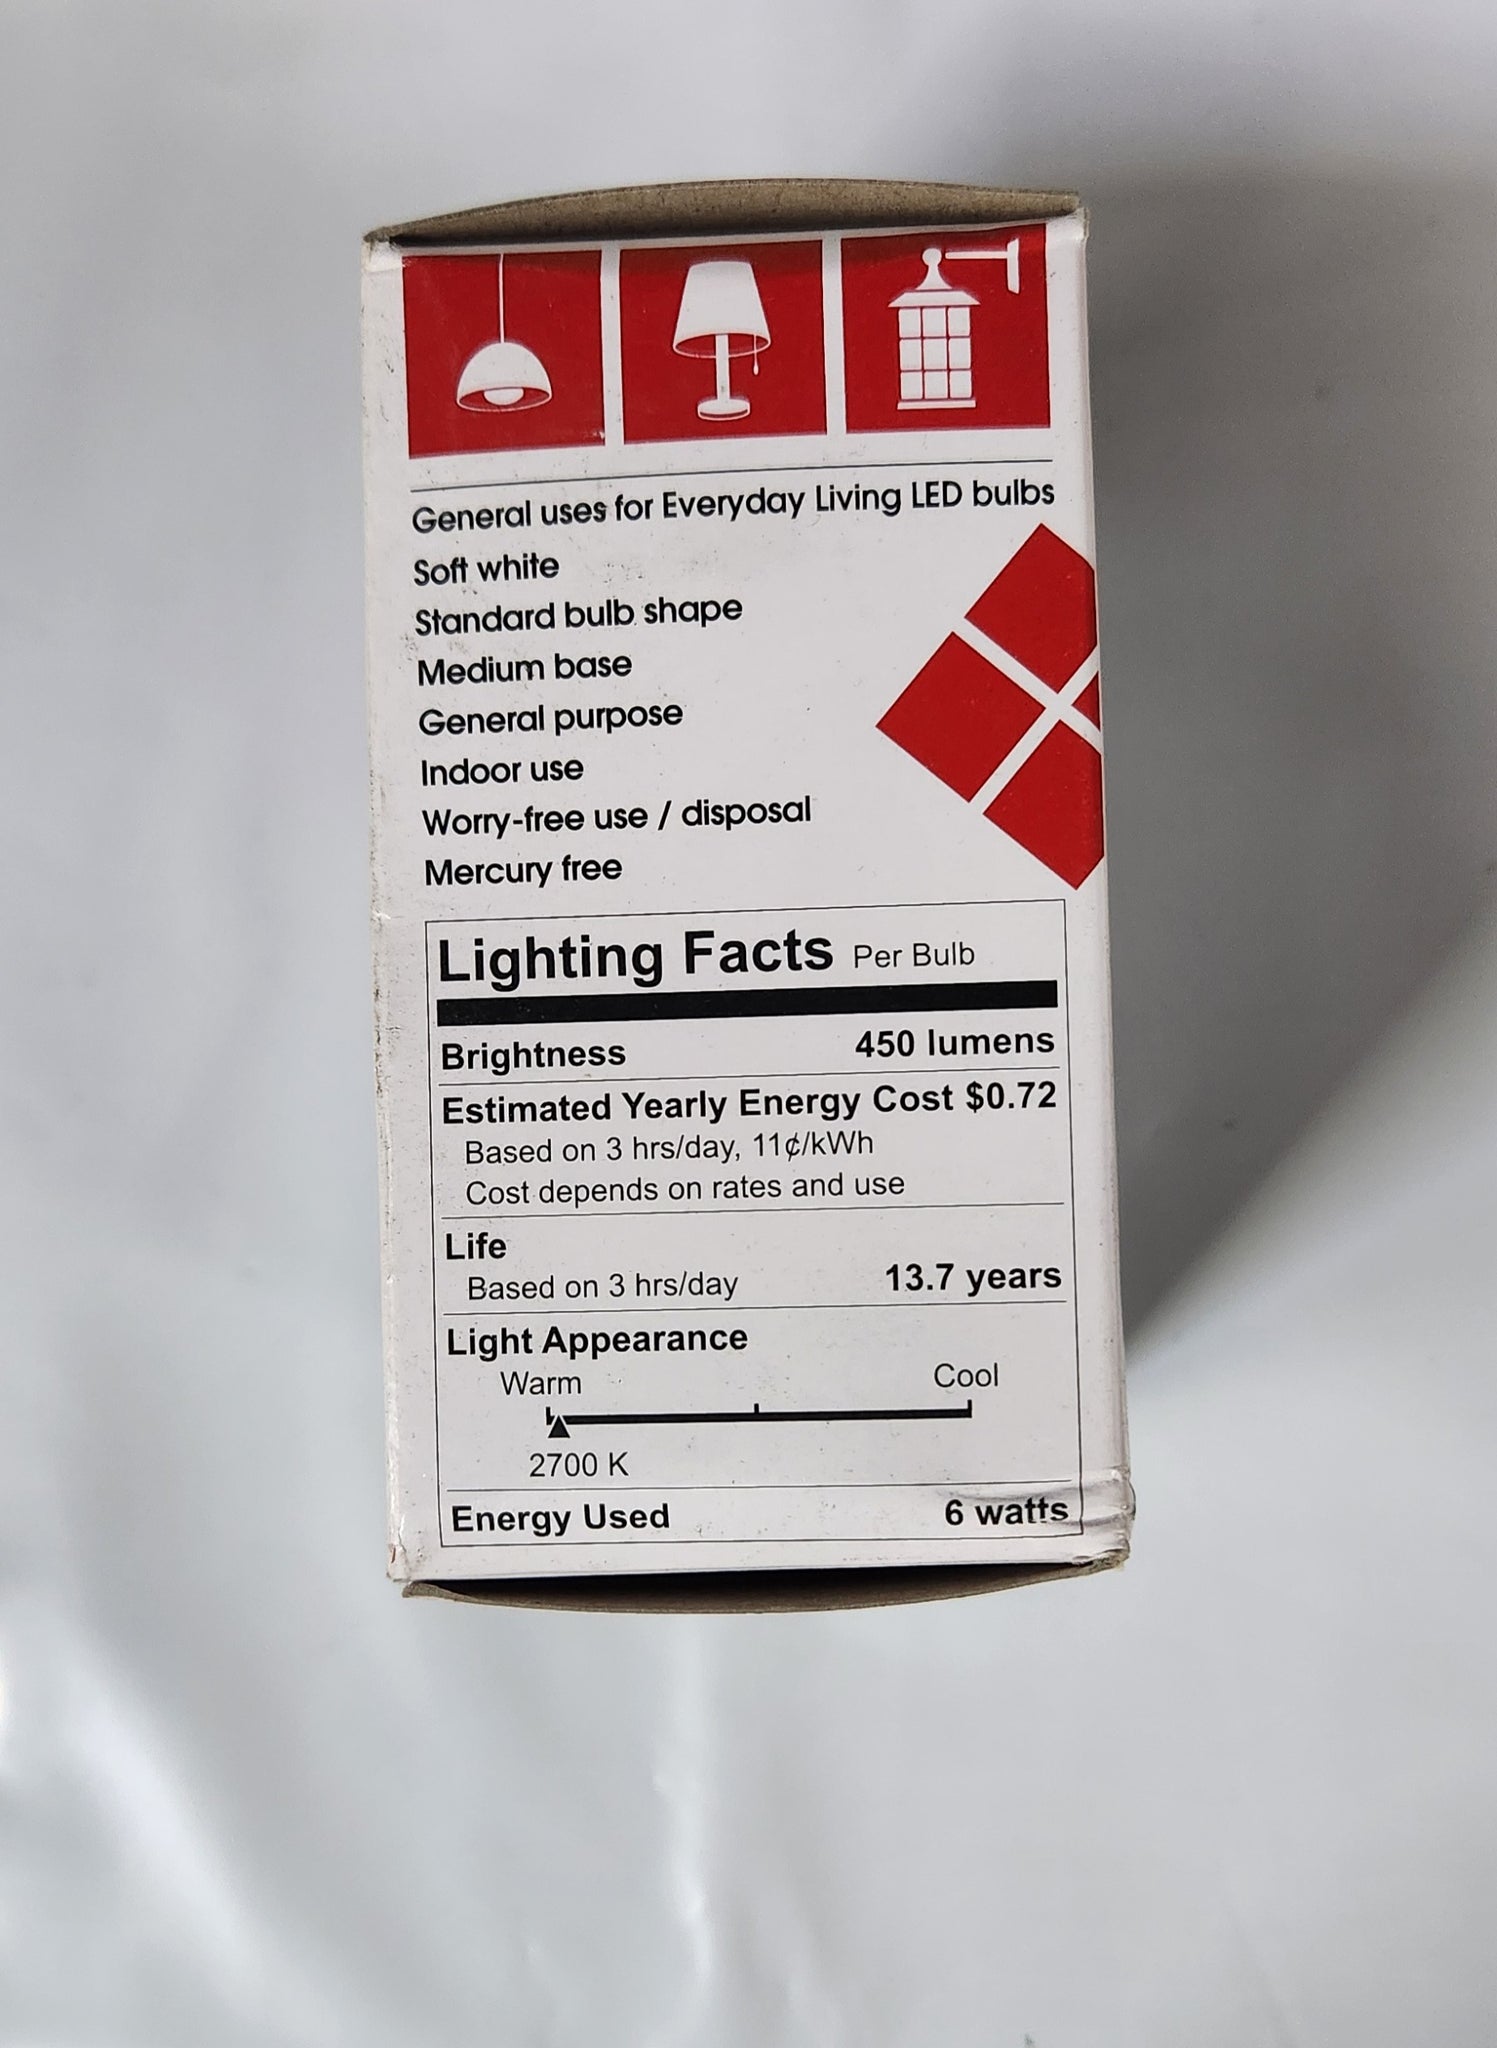 General uses for Everyday Living LED bulbs
Soft white
Standard bulb shape
Medium base
General purpose
Indoor use
Worry-free use / disposal
Mercury free
Lighting Facts Per Bulb
Brightness 450 lumens
Estimated Yearly Energy Cost $0.72
Based on 3 hrs/day, 11¢/kWh
Cost depends on rates and use
Life
Based on 3 hrs/day 13.7 years
Light Appearance
Warm Cool
2700 K
Energy Used 6 watts